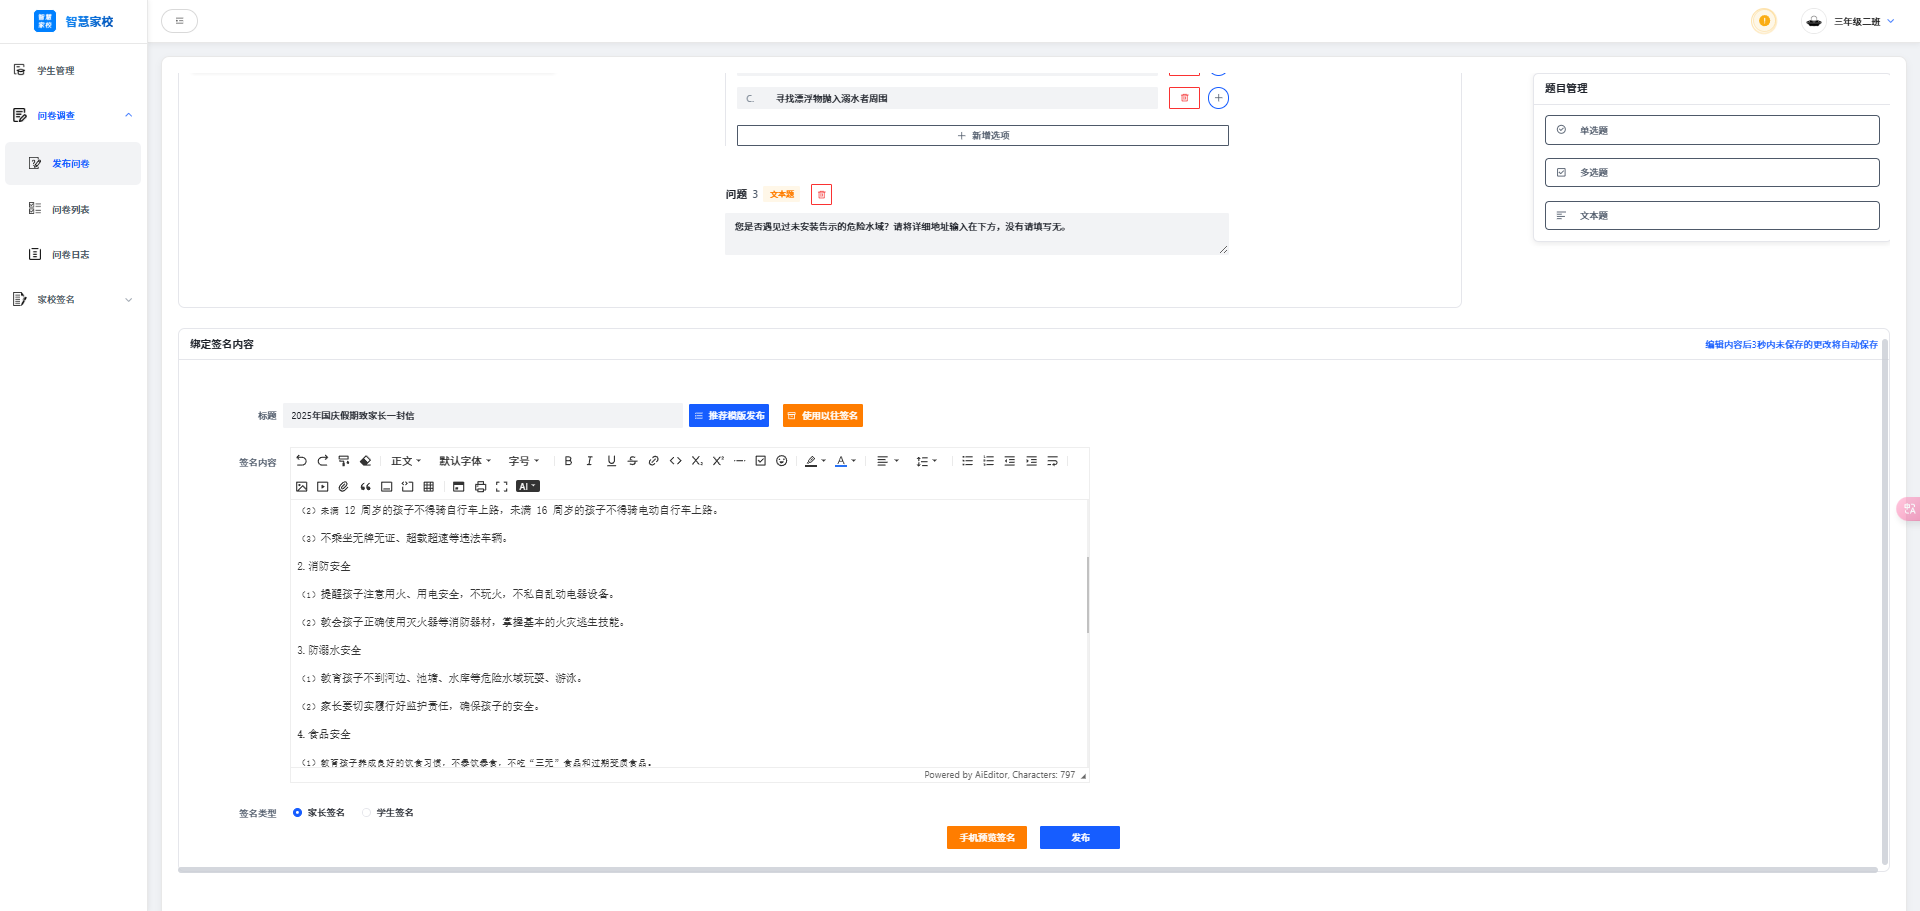 智慧家校
智慧家校
三年级二班
学生管理
问卷调查
发布问卷
问卷列表
问卷日志
家校签名
C. 寻找漂浮物抛入溺水者周围
新增选项
问题 3 文本题
您是否遇见过未安装告示的危险水域？请将详细地址输入在下方，没有请填写无。
题目管理
单选题
多选题
文本题
绑定签名内容
编辑内容后3秒内未保存的更改将自动保存
标题 2025年国庆假期致家长一封信 推荐模版发布 使用以往签名
签名内容
正文 默认字体 字号
AI
（2）未满 12 周岁的孩子不得骑自行车上路，未满 16 周岁的孩子不得骑电动自行车上路。
（3）不乘坐无牌无证、超载超速等违法车辆。
2. 消防安全
（1）提醒孩子注意用火、用电安全，不玩火，不私自乱动电器设备。
（2）教会孩子正确使用灭火器等消防器材，掌握基本的火灾逃生技能。
3. 防溺水安全
（1）教育孩子不到河边、池塘、水库等危险水域玩耍、游泳。
（2）家长要切实履行好监护责任，确保孩子的安全。
4. 食品安全
（1）教育孩子养成良好的饮食习惯，不暴饮暴食，不吃“三无”食品和过期变质食品。
Powered by AiEditor, Characters: 797
签名类型 家长签名 学生签名
手机预览签名 发布